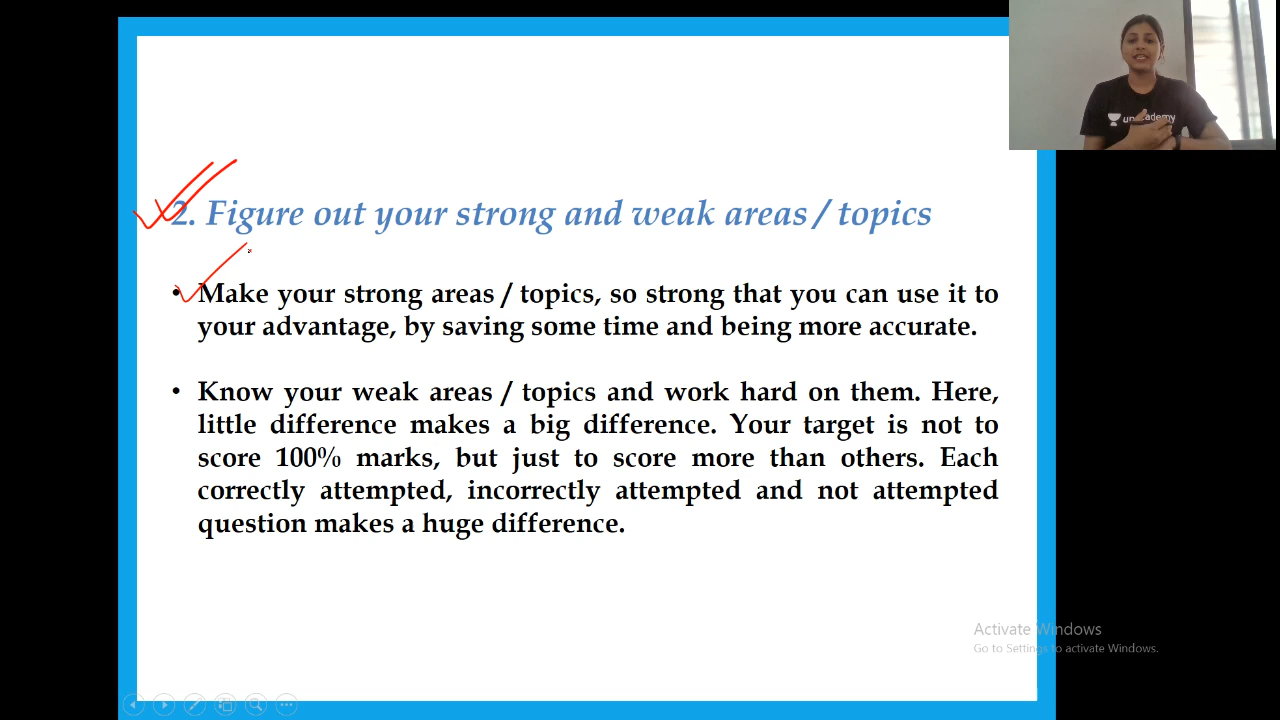 unacademy
2. Figure out your strong and weak areas / topics
• Make your strong areas / topics, so strong that you can use it to
your advantage, by saving some time and being more accurate.
• Know your weak areas / topics and work hard on them. Here,
little difference makes a big difference. Your target is not to
score 100% marks, but just to score more than others. Each
correctly attempted, incorrectly attempted and not attempted
question makes a huge difference.
Activate Windows
Go to Settings to activate Windows.